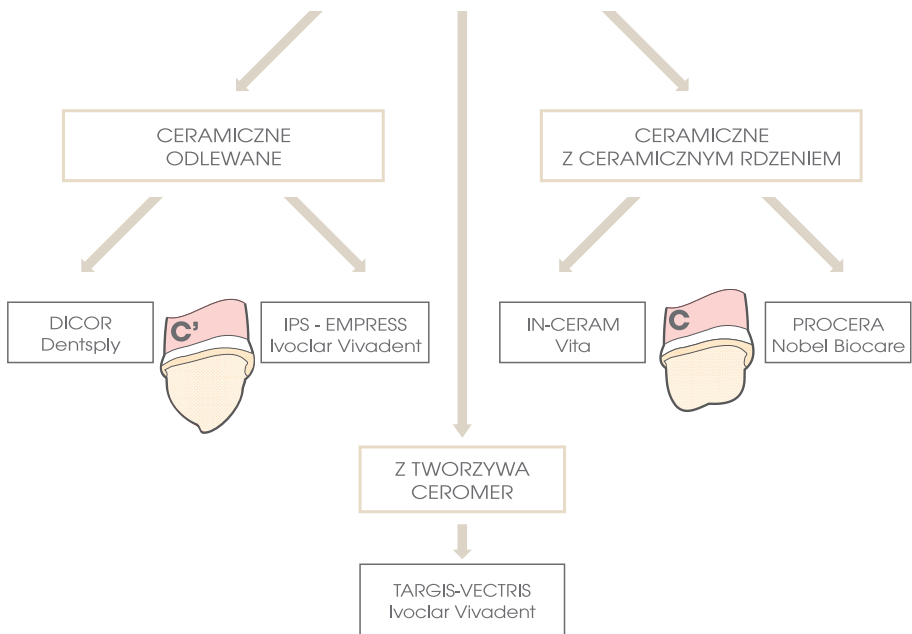 CERAMICZNE
ODLEWANE
CERAMICZNE
Z CERAMICZNYM RDZENIEM
DICOR
Dentsply
C’
IPS - EMPRESS
Ivoclar Vivadent
IN-CERAM
Vita
C
PROCERA
Nobel Biocare
Z TWORZYWA
CEROMER
TARGIS-VECTRIS
Ivoclar Vivadent